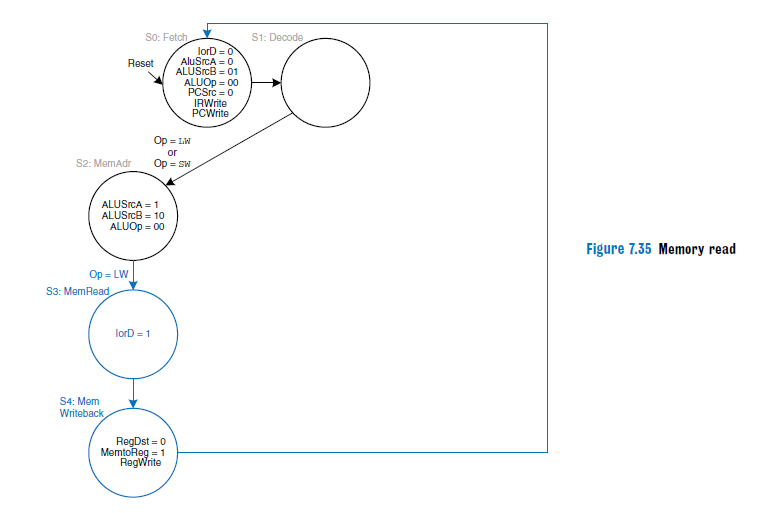 S0: Fetch
S1: Decode
Reset
IorD = 0
AluSrcA = 0
ALUSrcB = 01
ALUOp = 00
PCSrc = 0
IRWrite
PCWrite
Op = LW
or
Op = SW
S2: MemAdr
ALUSrcA = 1
ALUSrcB = 10
ALUOp = 00
Figure 7.35 Memory read
Op = LW
S3: MemRead
IorD = 1
S4: Mem
Writeback
RegDst = 0
MemtoReg = 1
RegWrite